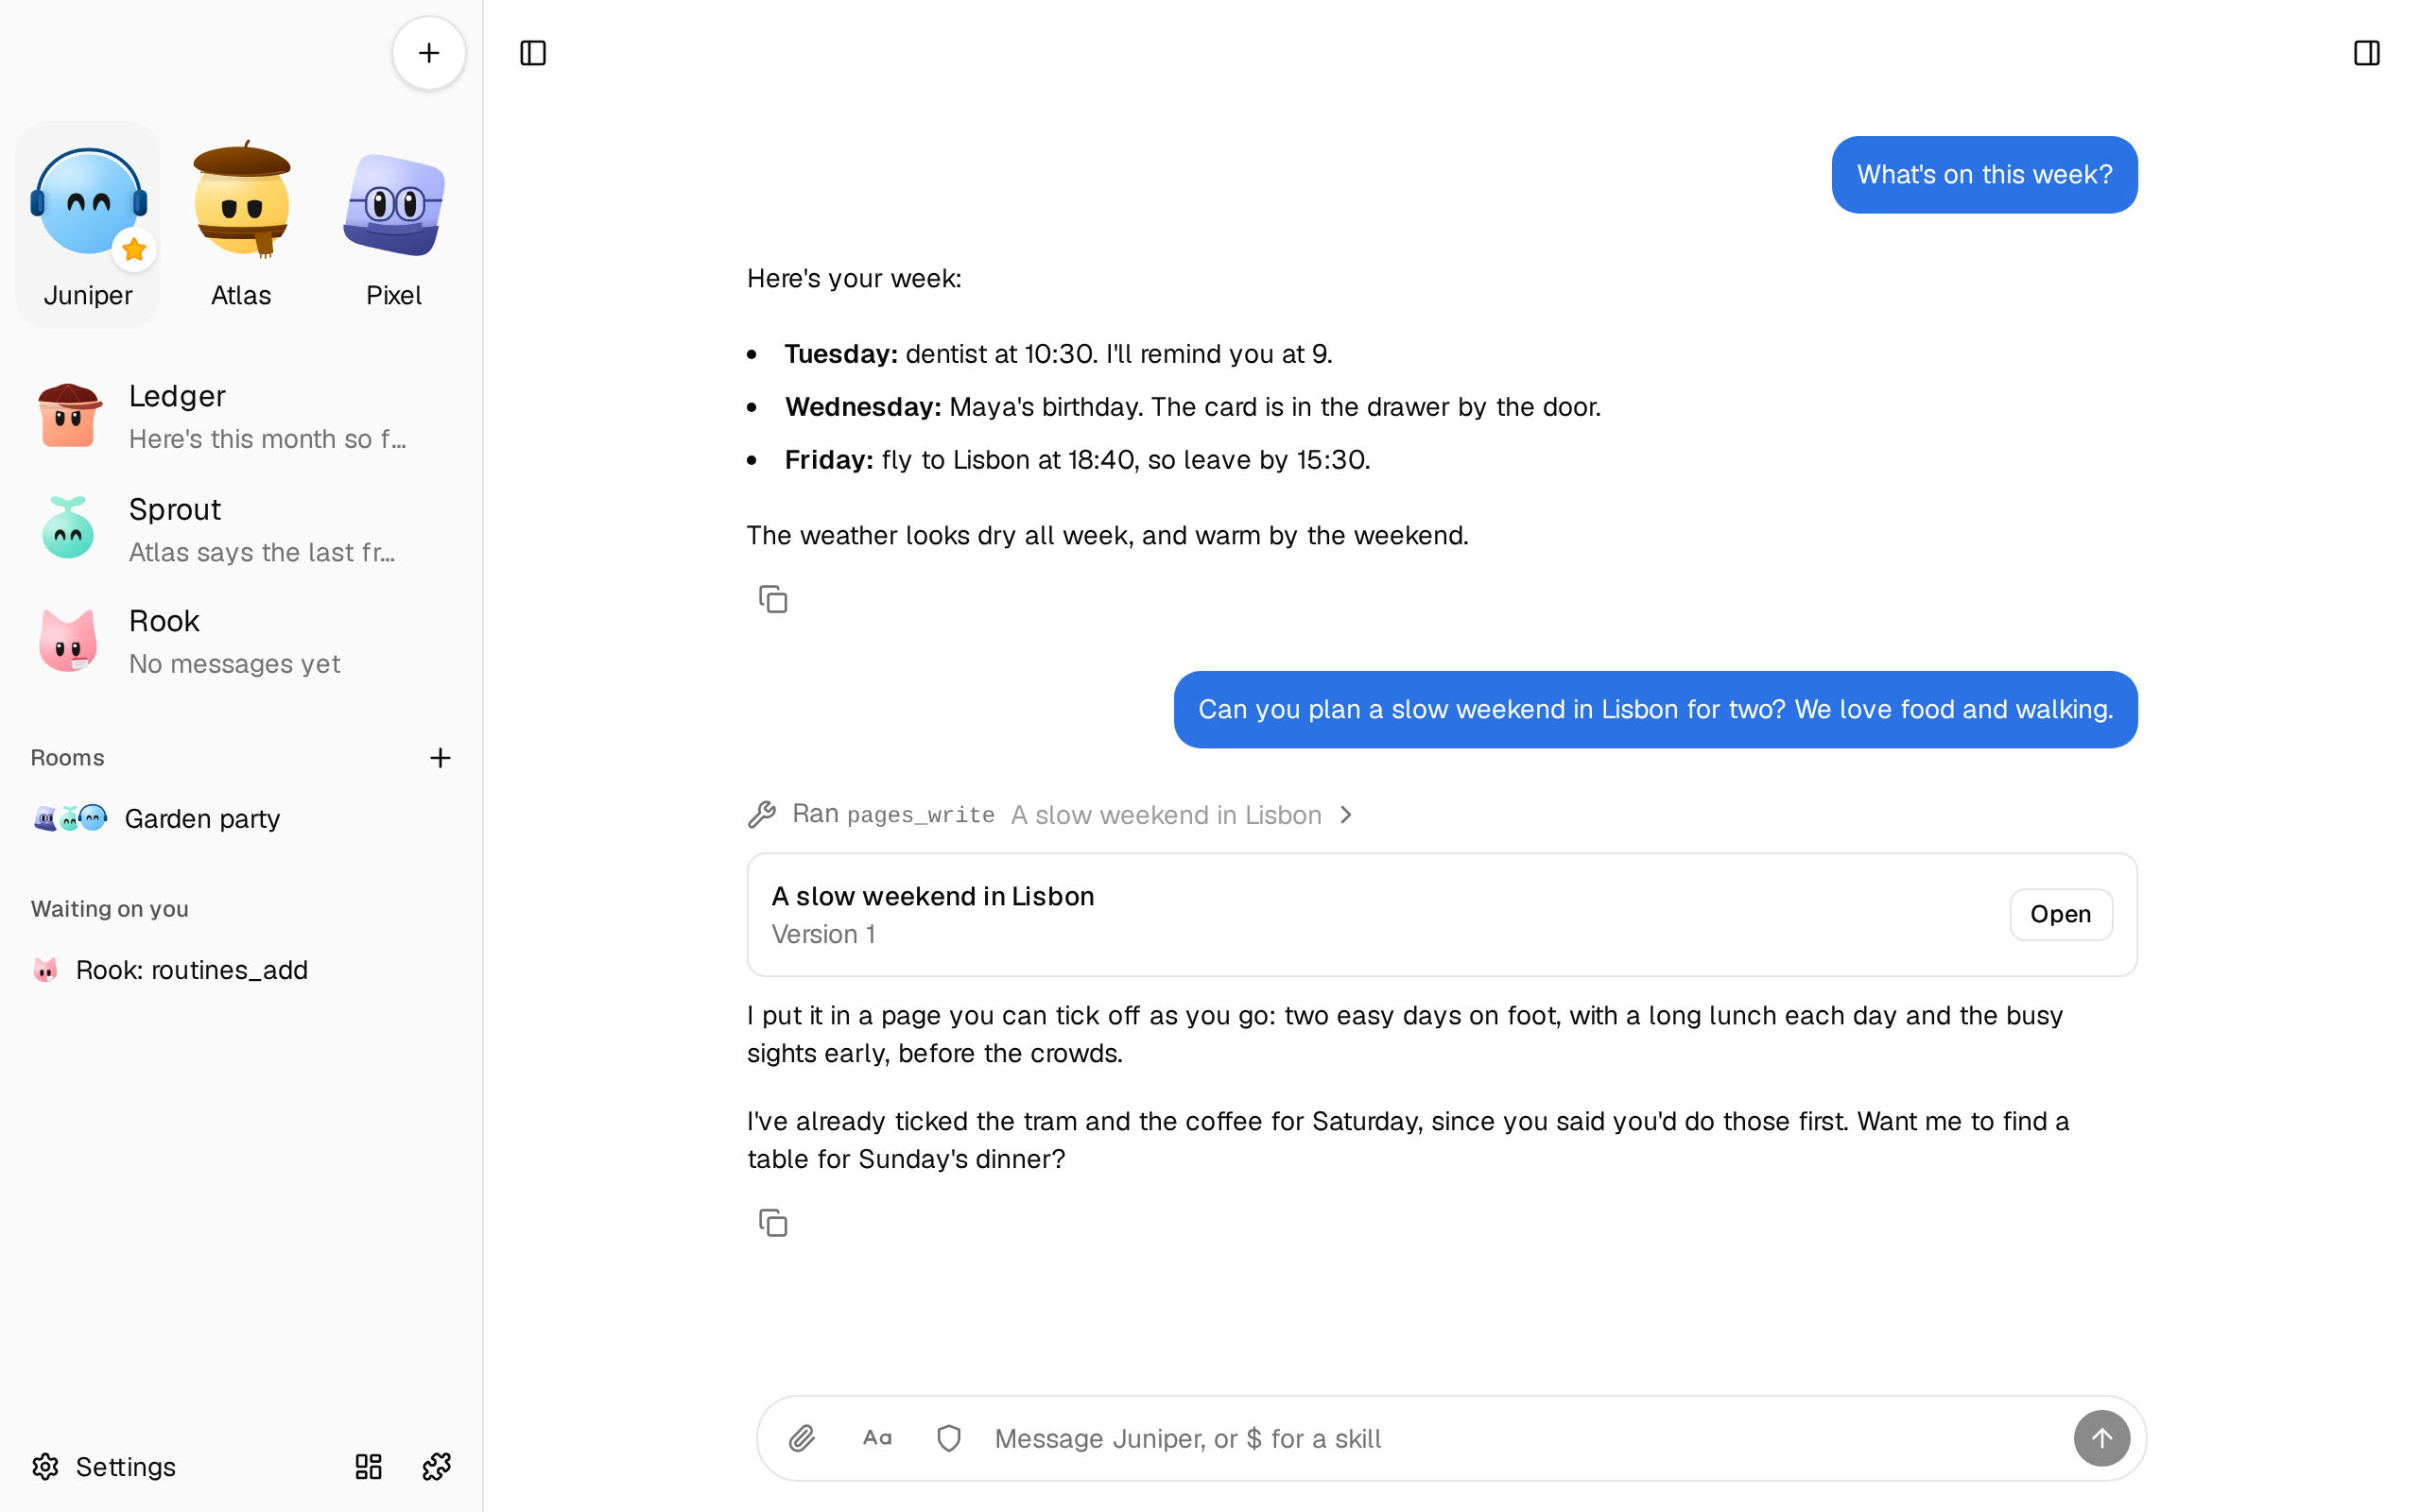 Juniper
Atlas
Pixel
Ledger
Here's this month so f...
Sprout
Atlas says the last fr...
Rook
No messages yet
Rooms
Garden party
Waiting on you
Rook: routines_add
Settings
What's on this week?
Here's your week:
• Tuesday: dentist at 10:30. I'll remind you at 9.
• Wednesday: Maya's birthday. The card is in the drawer by the door.
• Friday: fly to Lisbon at 18:40, so leave by 15:30.
The weather looks dry all week, and warm by the weekend.
Can you plan a slow weekend in Lisbon for two? We love food and walking.
Ran pages_write A slow weekend in Lisbon
A slow weekend in Lisbon
Version 1
Open
I put it in a page you can tick off as you go: two easy days on foot, with a long lunch each day and the busy
sights early, before the crowds.
I've already ticked the tram and the coffee for Saturday, since you said you'd do those first. Want me to find a
table for Sunday's dinner?
Aa
Message Juniper, or $ for a skill